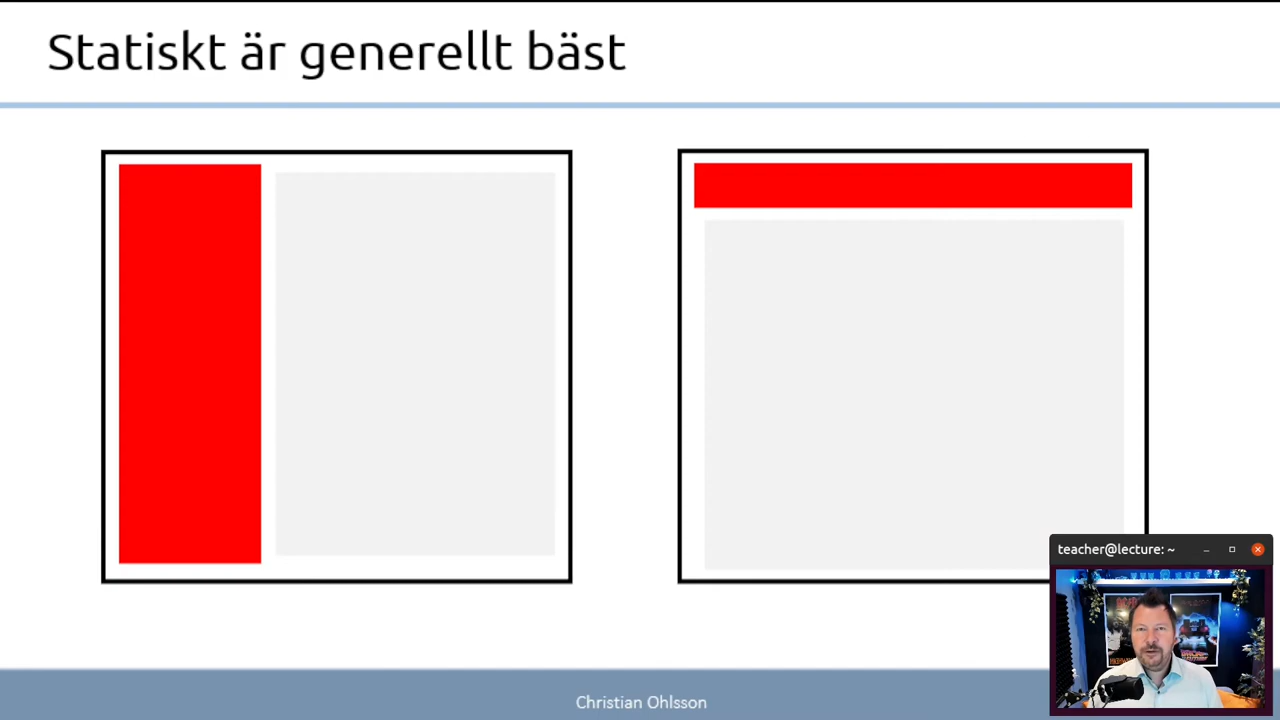 Statiskt är generellt bäst
teacher@lecture: ~
Christian Ohlsson